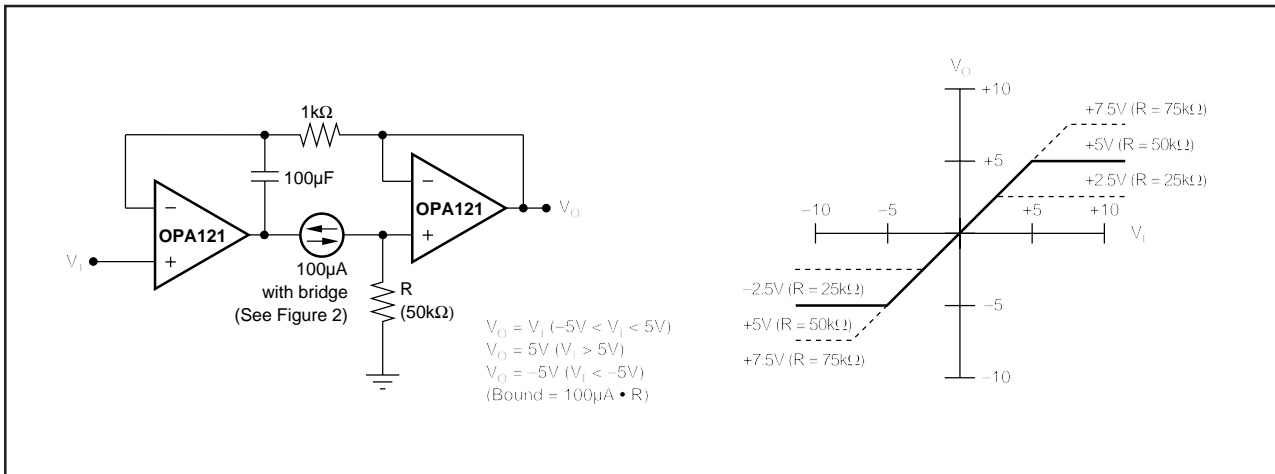 1kΩ
100µF
–
OPA121
+
V_I
100µA
with bridge
(See Figure 2)
R
(50kΩ)
–
OPA121
+
V_O
V_O = V_I (–5V < V_I < 5V)
V_O = 5V (V_I > 5V)
V_O = –5V (V_I < –5V)
(Bound = 100µA • R)
V_O
+10
+7.5V (R = 75kΩ)
+5
+5V (R = 50kΩ)
+2.5V (R = 25kΩ)
–10
–5
+5
+10
V_I
–2.5V (R = 25kΩ)
–5
+5V (R = 50kΩ)
+7.5V (R = 75kΩ)
–10